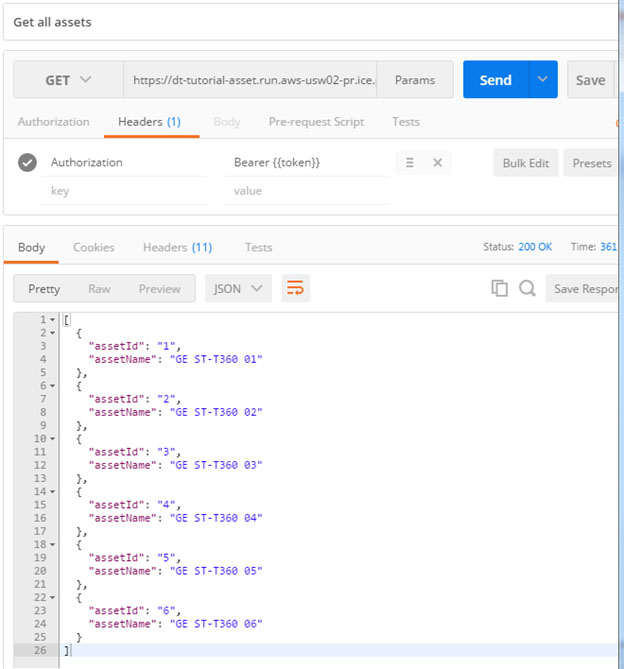 Get all assets
GET https://dt-tutorial-asset.run.aws-usw02-pr.ice. Params Send Save
Authorization Headers (1) Body Pre-request Script Tests
Authorization Bearer {{token}} Bulk Edit Presets
key value
Body Cookies Headers (11) Tests Status: 200 OK Time: 361
Pretty Raw Preview JSON Save Respor
1 [
2 {
3 "assetId": "1",
4 "assetName": "GE ST-T360 01"
5 },
6 {
7 "assetId": "2",
8 "assetName": "GE ST-T360 02"
9 },
10 {
11 "assetId": "3",
12 "assetName": "GE ST-T360 03"
13 },
14 {
15 "assetId": "4",
16 "assetName": "GE ST-T360 04"
17 },
18 {
19 "assetId": "5",
20 "assetName": "GE ST-T360 05"
21 },
22 {
23 "assetId": "6",
24 "assetName": "GE ST-T360 06"
25 }
26 ]